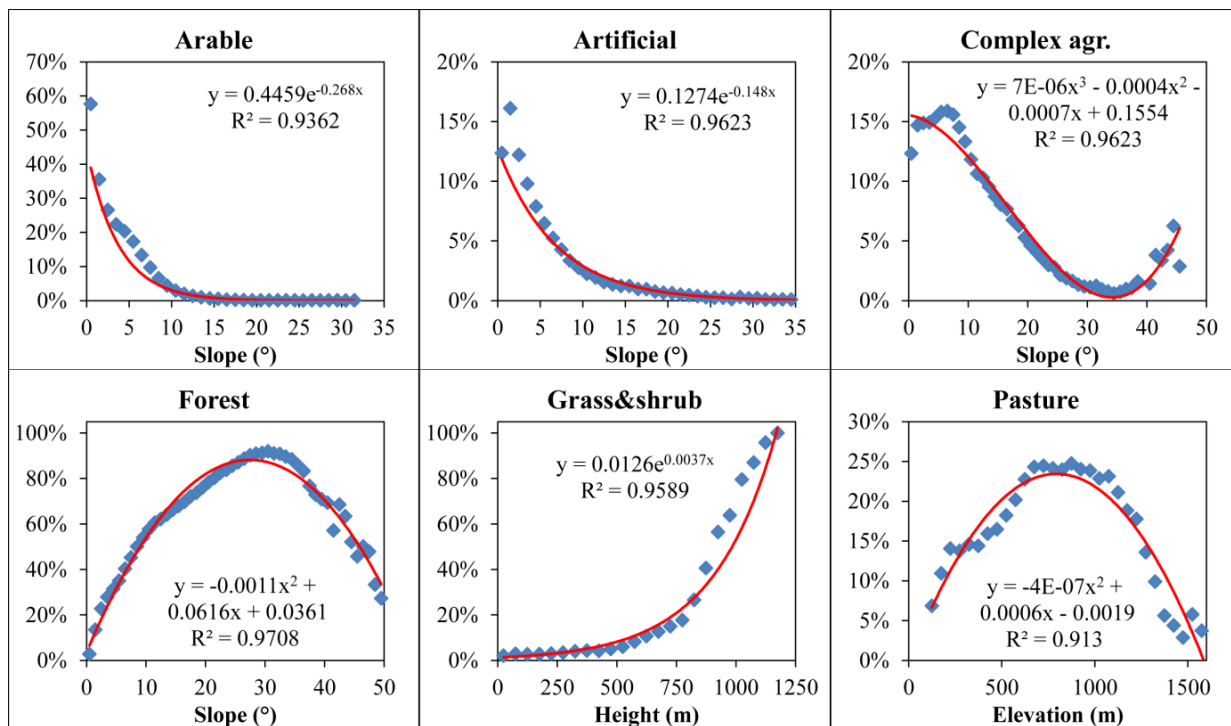 Arable
70%
60%
50%
40%
30%
20%
10%
0%
y = 0.4459e^-0.268x
R² = 0.9362
0 5 10 15 20 25 30 35
Slope (°)
Artificial
20%
15%
10%
5%
0%
y = 0.1274e^-0.148x
R² = 0.9623
0 5 10 15 20 25 30 35
Slope (°)
Complex agr.
20%
15%
10%
5%
0%
y = 7E-06x³ - 0.0004x² -
0.0007x + 0.1554
R² = 0.9623
0 10 20 30 40 50
Slope (°)
Forest
100%
80%
60%
40%
20%
0%
y = -0.0011x² +
0.0616x + 0.0361
R² = 0.9708
0 10 20 30 40 50
Slope (°)
Grass&shrub
100%
80%
60%
40%
20%
0%
y = 0.0126e^0.0037x
R² = 0.9589
0 250 500 750 1000 1250
Height (m)
Pasture
30%
25%
20%
15%
10%
5%
0%
y = -4E-07x² +
0.0006x - 0.0019
R² = 0.913
0 500 1000 1500
Elevation (m)